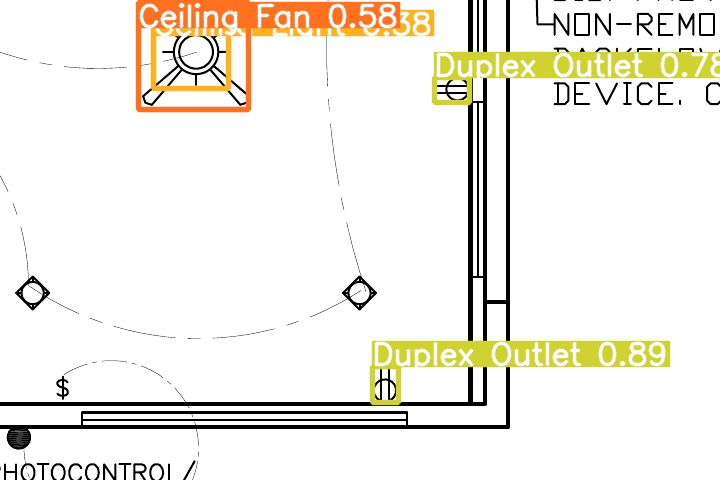 Ceiling Fan 0.58
NON-REMO
Duplex Outlet 0.78
DEVICE. C
Duplex Outlet 0.89
$
PHOTOCONTROL/